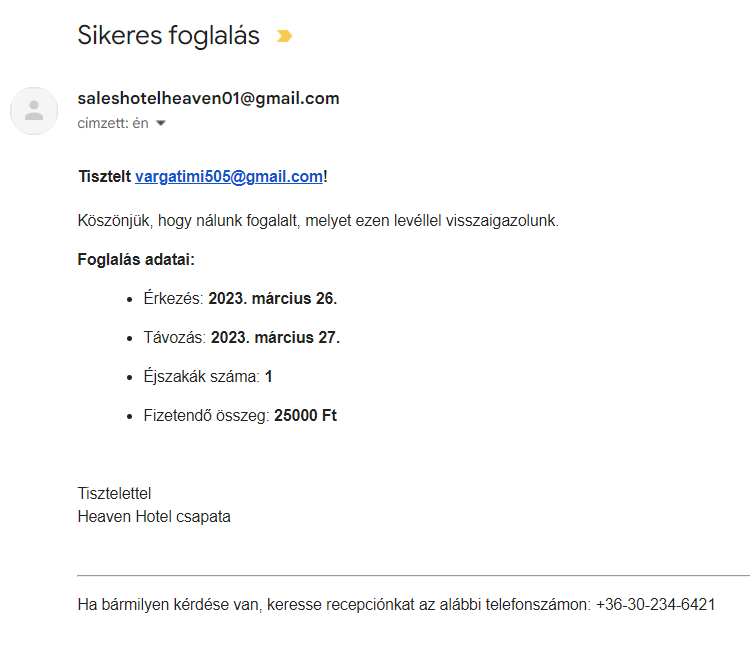 Sikeres foglalás
saleshotelheaven01@gmail.com
címzett: én
Tisztelt vargatimi505@gmail.com!
Köszönjük, hogy nálunk fogalalt, melyet ezen levéllel visszaigazolunk.
Foglalás adatai:
• Érkezés: 2023. március 26.
• Távozás: 2023. március 27.
• Éjszakák száma: 1
• Fizetendő összeg: 25000 Ft
Tisztelettel
Heaven Hotel csapata
Ha bármilyen kérdése van, keresse recepciónkat az alábbi telefonszámon: +36-30-234-6421